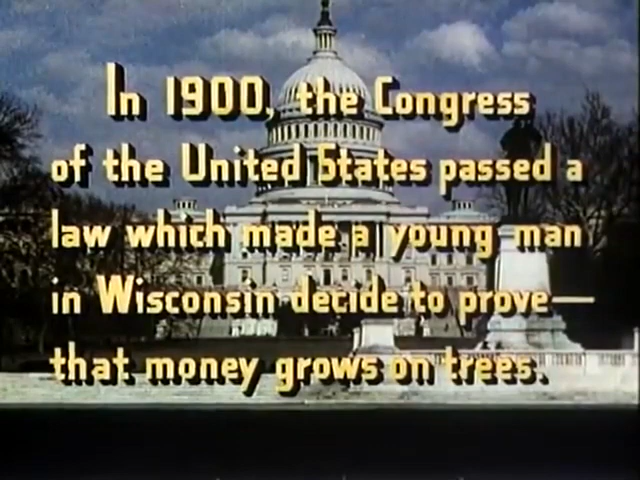 In 1900, the Congress
of the United States passed a
law which made a young man
in Wisconsin decide to prove—
that money grows on trees.